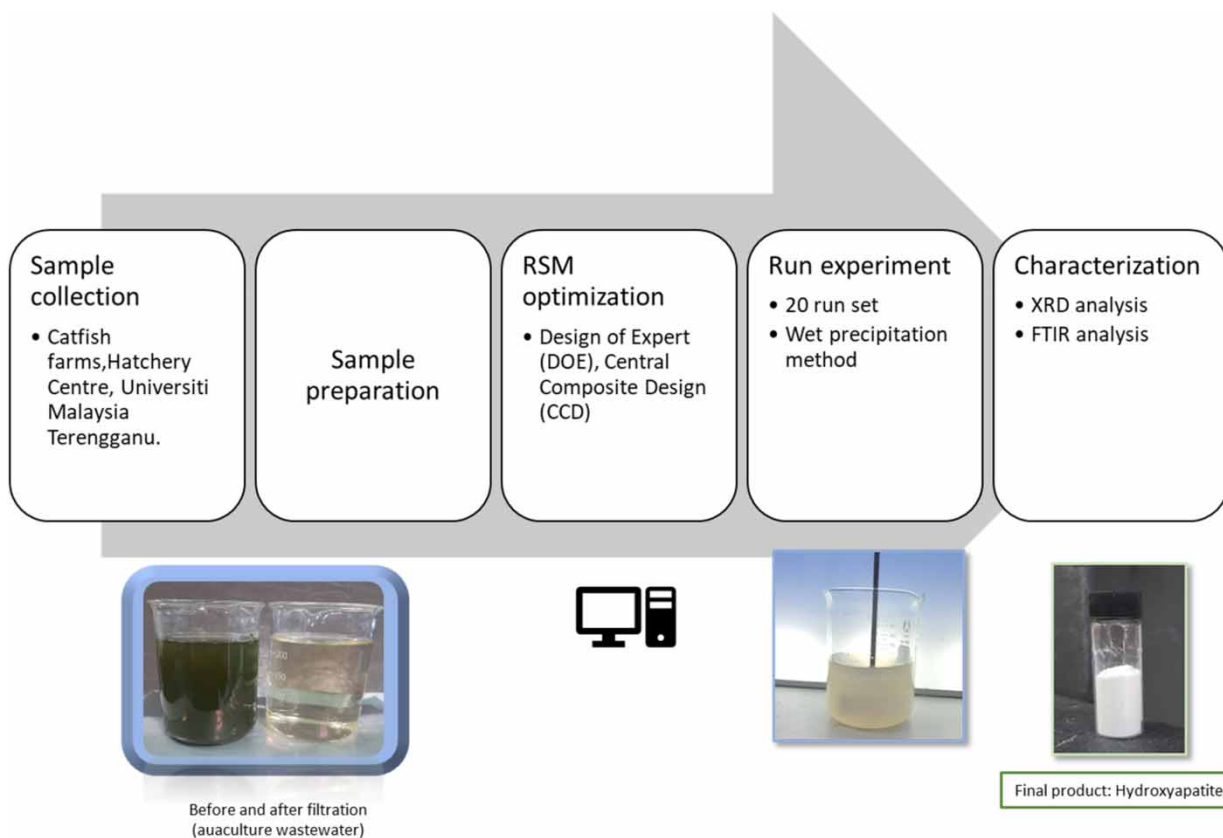 Sample
collection
• Catfish
farms,Hatchery
Centre, Universiti
Malaysia
Terengganu.
Sample
preparation
RSM
optimization
• Design of Expert
(DOE), Central
Composite Design
(CCD)
Run experiment
• 20 run set
• Wet precipitation
method
Characterization
• XRD analysis
• FTIR analysis
Before and after filtration
(auaculture wastewater)
Final product: Hydroxyapatite